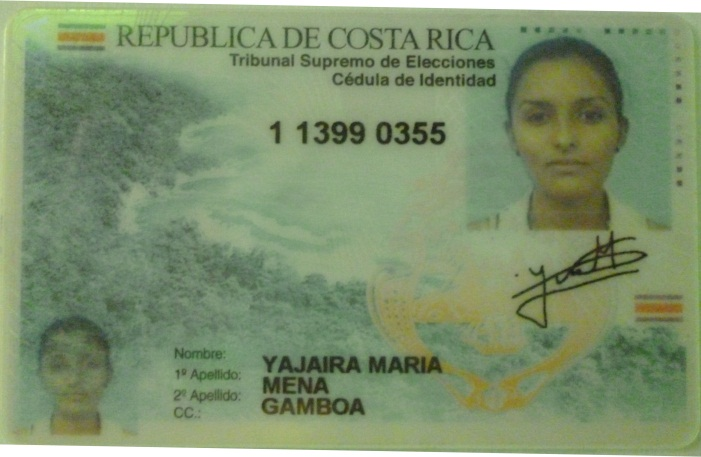 REPUBLICA DE COSTA RICA
Tribunal Supremo de Elecciones
Cédula de Identidad
1 1399 0355
Nombre: YAJAIRA MARIA
1º Apellido: MENA
2º Apellido: GAMBOA
CC.: